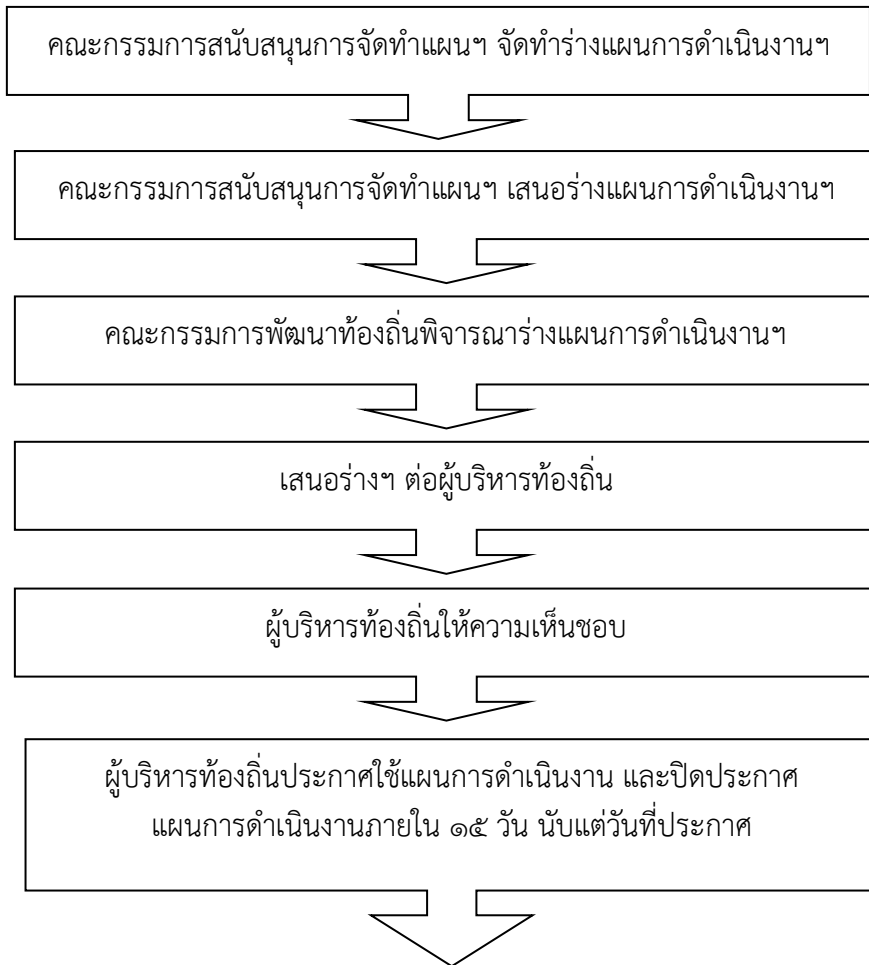 คณะกรรมการสนับสนุนการจัดทำแผนฯ จัดทำร่างแผนการดำเนินงานฯ
คณะกรรมการสนับสนุนการจัดทำแผนฯ เสนอร่างแผนการดำเนินงานฯ
คณะกรรมการพัฒนาท้องถิ่นพิจารณาร่างแผนการดำเนินงานฯ
เสนอร่างฯ ต่อผู้บริหารท้องถิ่น
ผู้บริหารท้องถิ่นให้ความเห็นชอบ
ผู้บริหารท้องถิ่นประกาศใช้แผนการดำเนินงาน และปิดประกาศ
แผนการดำเนินงานภายใน ๑๕ วัน นับแต่วันที่ประกาศ